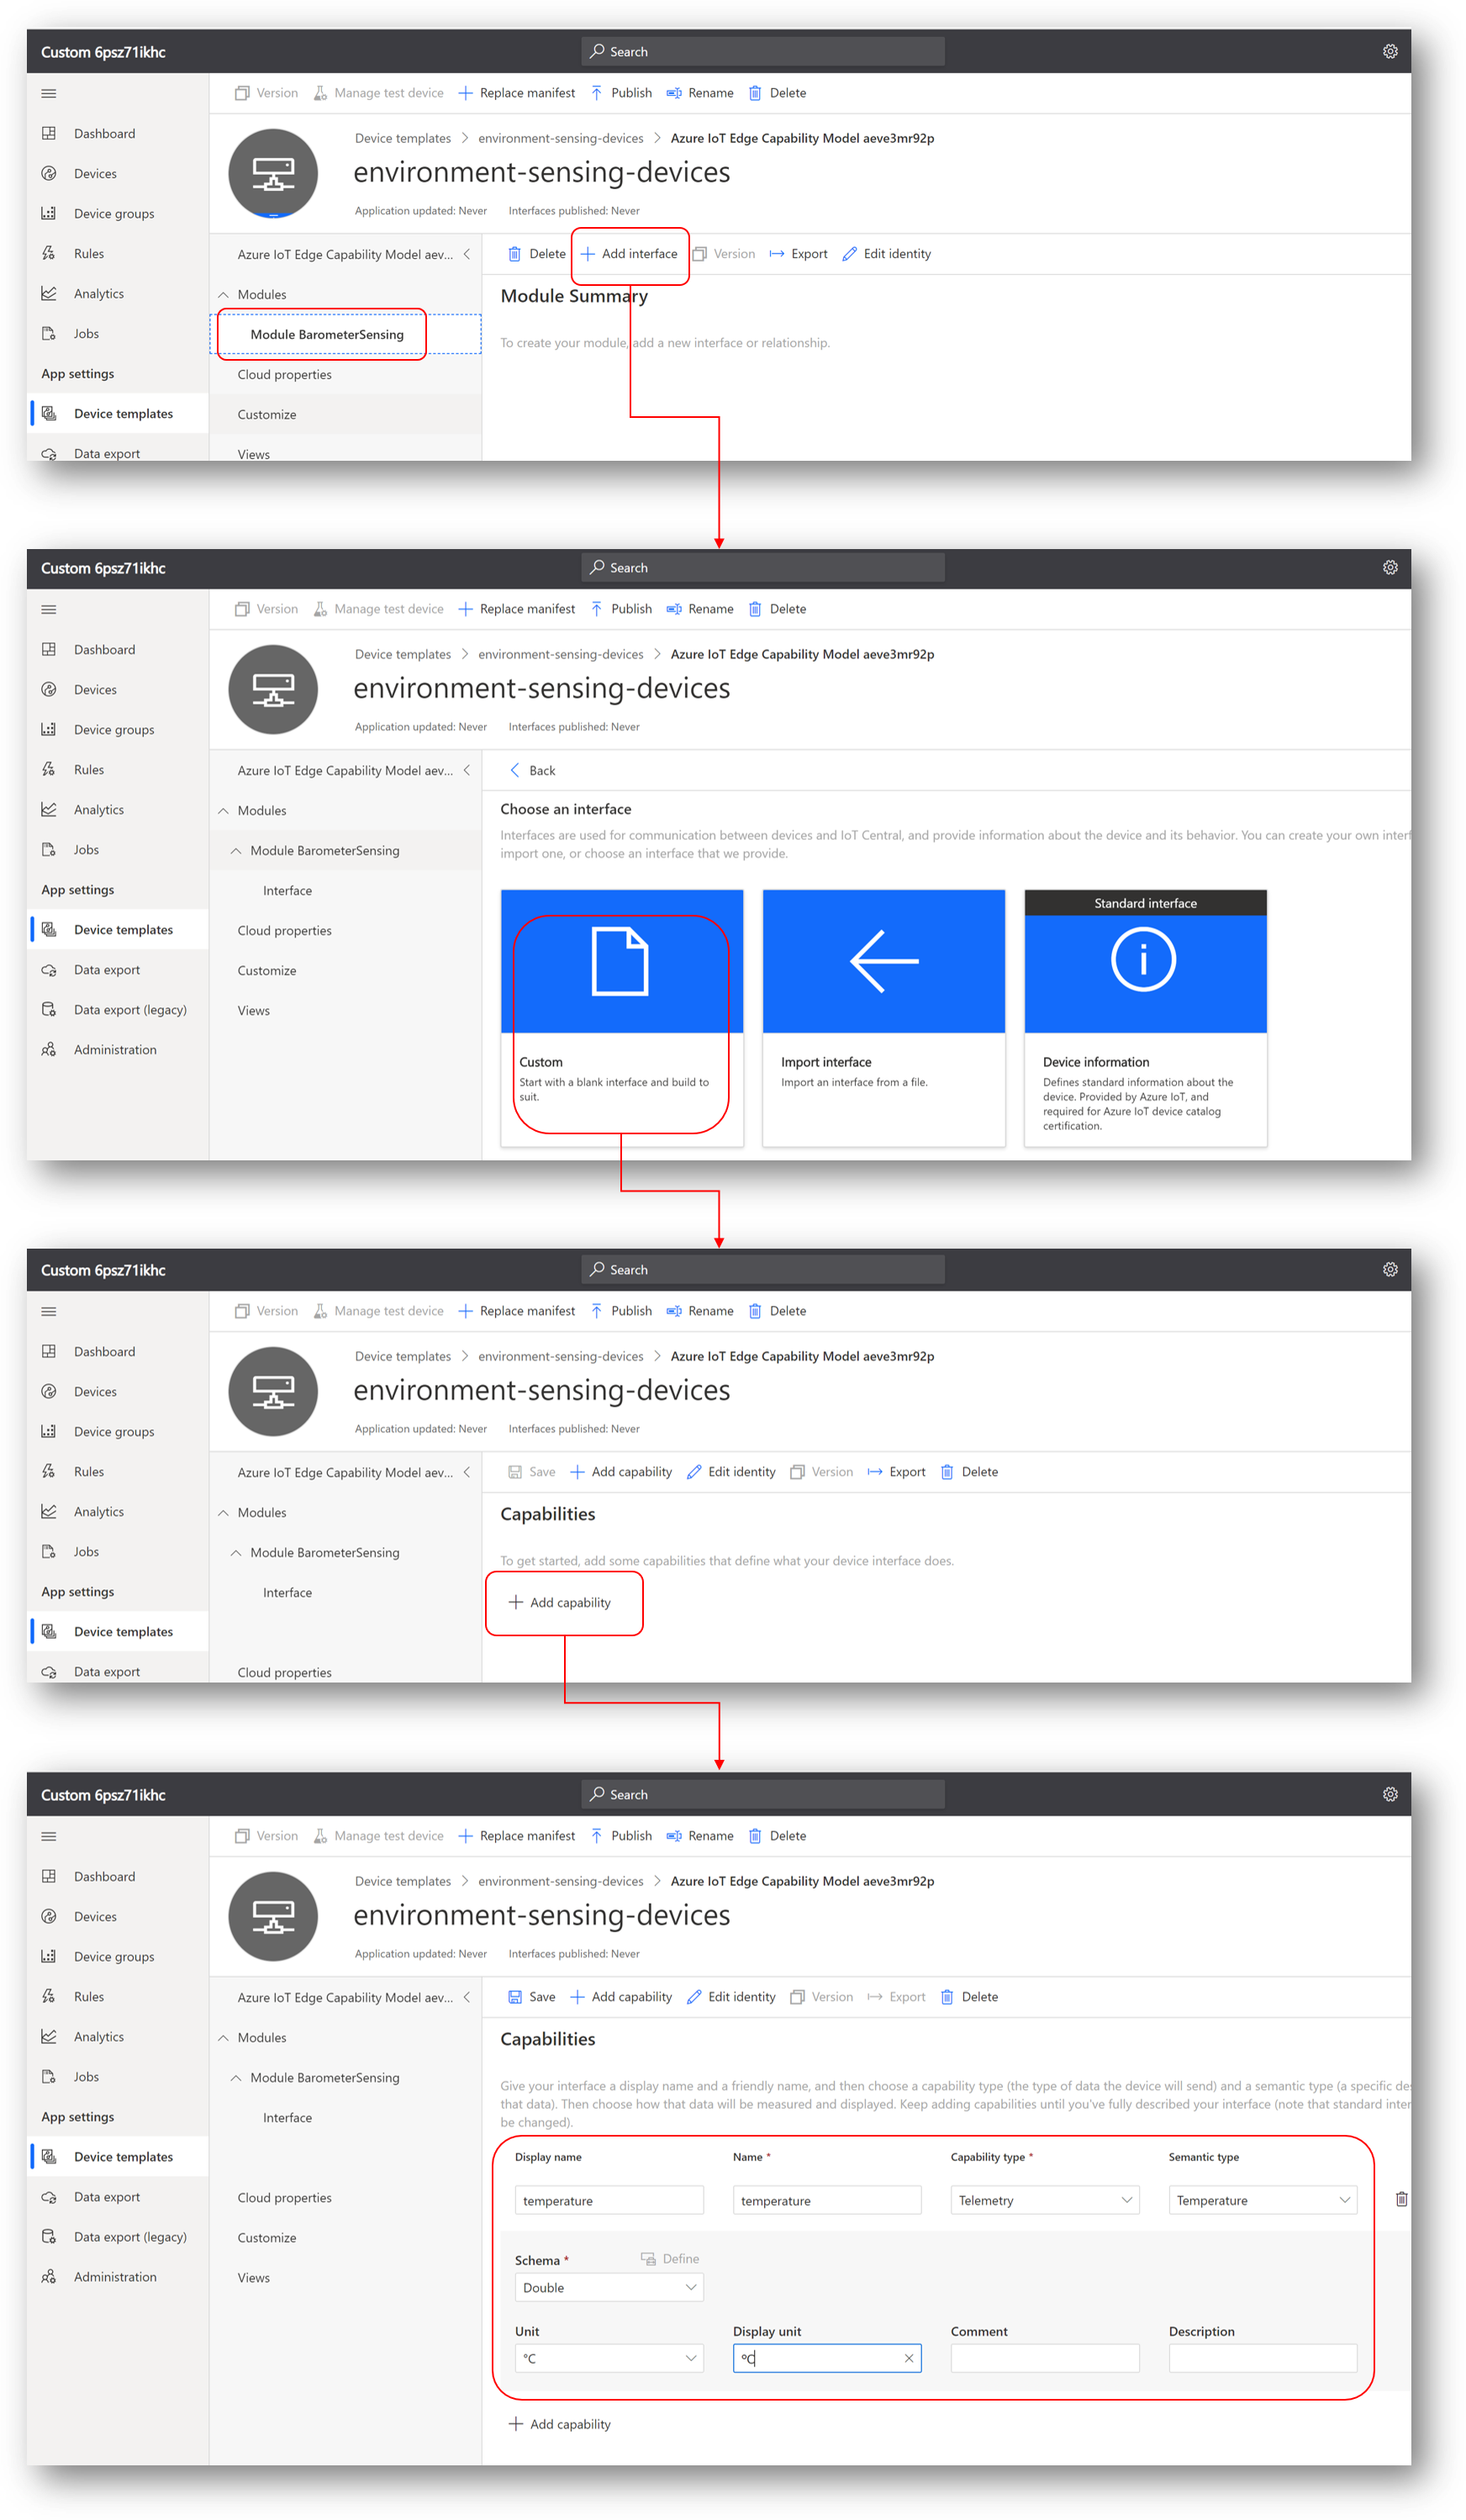 Custom 6psz71ikhc
Search
Version Manage test device Replace manifest Publish Rename Delete
Dashboard
Devices
Device groups
Rules
Analytics
Jobs
App settings
Device templates
Data export
Device templates > environment-sensing-devices > Azure IoT Edge Capability Model aeve3mr92p
environment-sensing-devices
Application updated: Never Interfaces published: Never
Azure IoT Edge Capability Model aev...
Modules
Module BarometerSensing
Cloud properties
Customize
Views
Delete Add interface Version Export Edit identity
Module Summary
To create your module, add a new interface or relationship.
Custom 6psz71ikhc
Search
Version Manage test device Replace manifest Publish Rename Delete
Dashboard
Devices
Device groups
Rules
Analytics
Jobs
App settings
Device templates
Data export
Data export (legacy)
Administration
Device templates > environment-sensing-devices > Azure IoT Edge Capability Model aeve3mr92p
environment-sensing-devices
Application updated: Never Interfaces published: Never
Azure IoT Edge Capability Model aev...
Modules
Module BarometerSensing
Interface
Cloud properties
Customize
Views
Back
Choose an interface
Interfaces are used for communication between devices and IoT Central, and provide information about the device and its behavior. You can create your own
import one, or choose an interface that we provide.
Custom
Start with a blank interface and build to
suit.
Import interface
Import an interface from a file.
Standard interface
Device information
Defines standard information about the
device. Provided by Azure IoT, and
required for Azure IoT device catalog
certification.
Custom 6psz71ikhc
Search
Version Manage test device Replace manifest Publish Rename Delete
Dashboard
Devices
Device groups
Rules
Analytics
Jobs
App settings
Device templates
Data export
Device templates > environment-sensing-devices > Azure IoT Edge Capability Model aeve3mr92p
environment-sensing-devices
Application updated: Never Interfaces published: Never
Azure IoT Edge Capability Model aev...
Modules
Module BarometerSensing
Interface
Cloud properties
Save Add capability Edit identity Version Export Delete
Capabilities
To get started, add some capabilities that define what your device interface does.
Add capability
Custom 6psz71ikhc
Search
Version Manage test device Replace manifest Publish Rename Delete
Dashboard
Devices
Device groups
Rules
Analytics
Jobs
App settings
Device templates
Data export
Data export (legacy)
Administration
Device templates > environment-sensing-devices > Azure IoT Edge Capability Model aeve3mr92p
environment-sensing-devices
Application updated: Never Interfaces published: Never
Azure IoT Edge Capability Model aev...
Modules
Module BarometerSensing
Interface
Cloud properties
Customize
Views
Save Add capability Edit identity Version Export Delete
Capabilities
Give your interface a display name and a friendly name, and then choose a capability type (the type of data the device will send) and a semantic type (a specific
that data). Then choose how that data will be measured and displayed. Keep adding capabilities until you've fully described your interface (note that standard
be changed).
Display name Name * Capability type * Semantic type
temperature temperature Telemetry Temperature
Schema * Define
Double
Unit Display unit Comment Description
°C ºC
Add capability